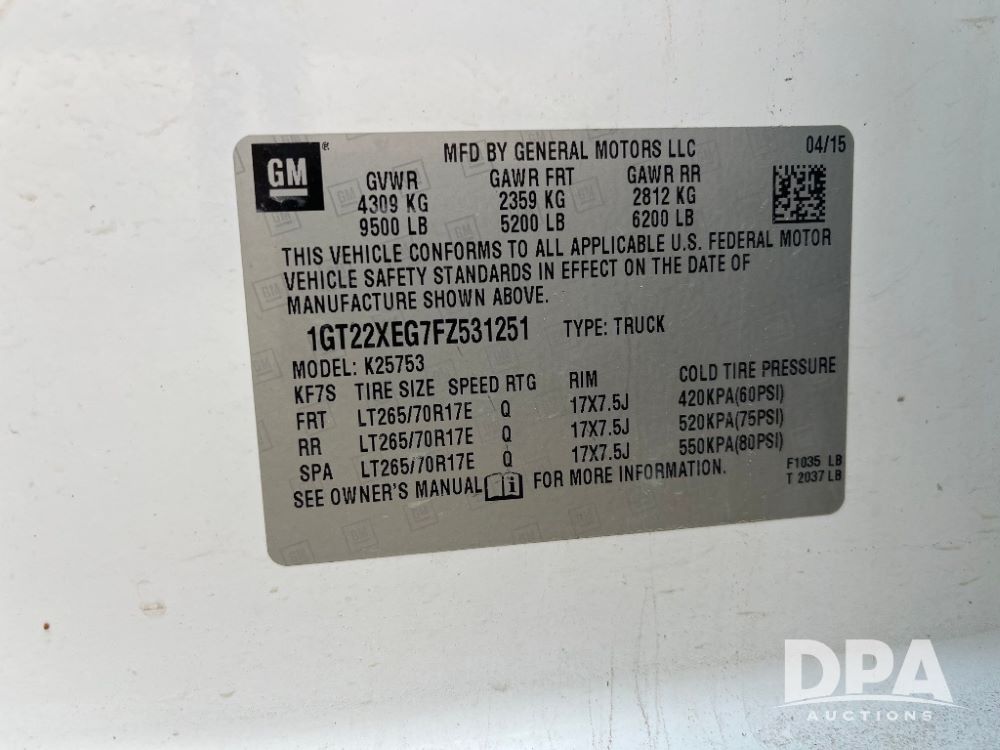 GM ® MFD BY GENERAL MOTORS LLC 04/15
GVWR GAWR FRT GAWR RR
4309 KG 2359 KG 2812 KG
9500 LB 5200 LB 6200 LB
THIS VEHICLE CONFORMS TO ALL APPLICABLE U.S. FEDERAL MOTOR
VEHICLE SAFETY STANDARDS IN EFFECT ON THE DATE OF
MANUFACTURE SHOWN ABOVE.
1GT22XEG7FZ531251 TYPE: TRUCK
MODEL: K25753
KF7S TIRE SIZE SPEED RTG RIM COLD TIRE PRESSURE
FRT LT265/70R17E Q 17X7.5J 420KPA(60PSI)
RR LT265/70R17E Q 17X7.5J 520KPA(75PSI)
SPA LT265/70R17E Q 17X7.5J 550KPA(80PSI)
SEE OWNER'S MANUAL i FOR MORE INFORMATION.
F1035 LB
T 2037 LB
DPA
AUCTIONS